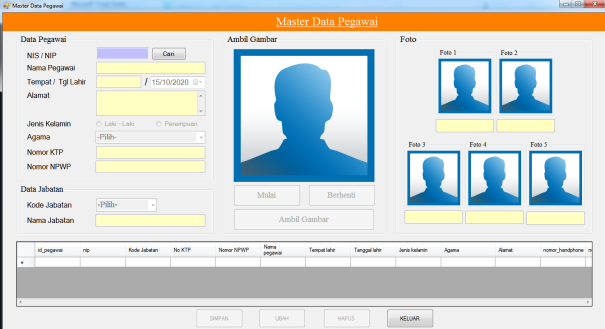 Master Data Pegawai
Master Data Pegawai
Data Pegawai
NIS / NIP
Cari
Nama Pegawai
Tempat / Tgl Lahir
/ 15/10/2020
Alamat
Jenis Kelamin
Laki - Laki
Perempuan
Agama
-Pilih-
Nomor KTP
Nomor NPWP
Data Jabatan
Kode Jabatan
-Pilih-
Nama Jabatan
Ambil Gambar
Mulai
Berhenti
Ambil Gambar
Foto
Foto 1
Foto 2
Foto 3
Foto 4
Foto 5
id_pegawai
nip
Kode Jabatan
No KTP
Nomor NPWP
Nama pegawai
Tempat lahir
Tanggal lahir
Jenis kelamin
Agama
Alamat
nomor_handphone
SIMPAN
UBAH
HAPUS
KELUAR